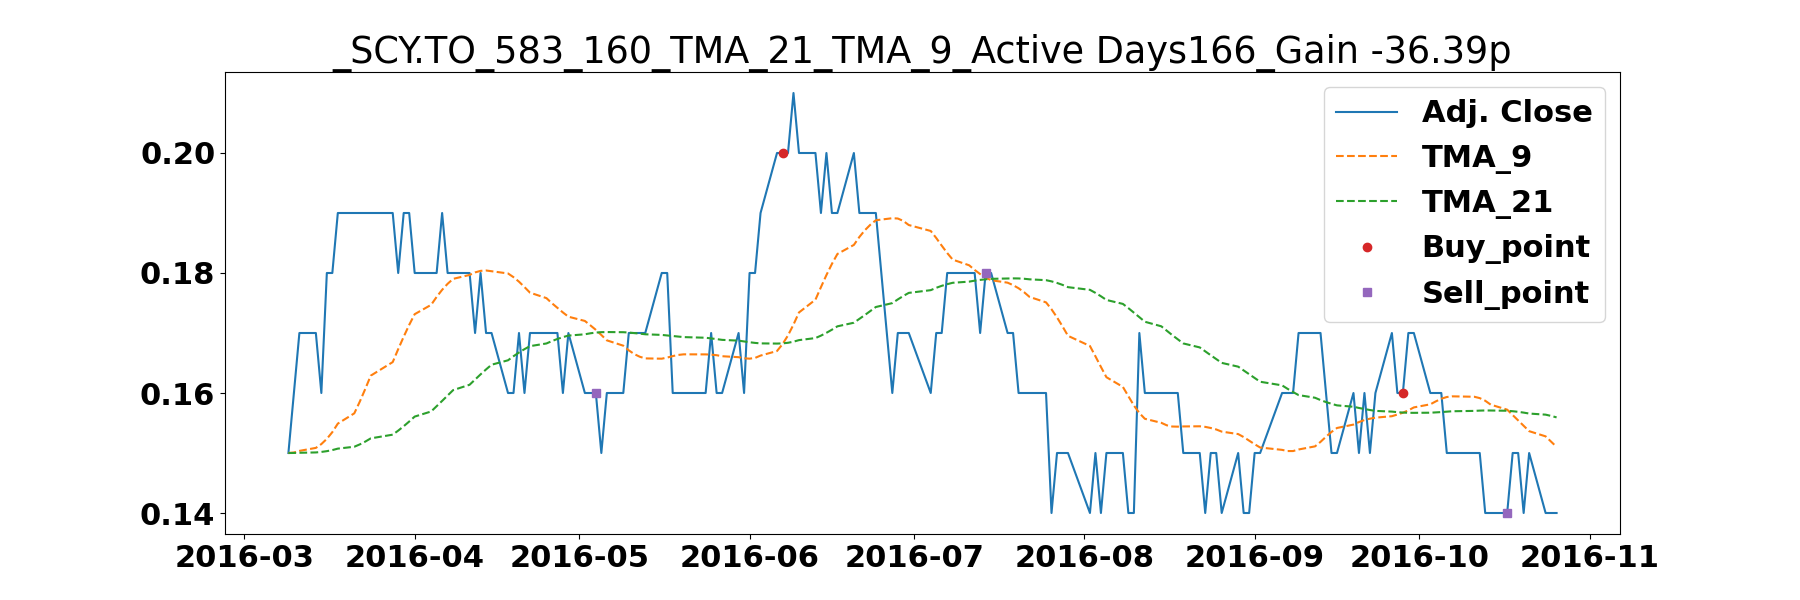 _SCY.TO_583_160_TMA_21_TMA_9_Active Days166_Gain -36.39p
Adj. Close
TMA_9
TMA_21
Buy_point
Sell_point
0.20
0.18
0.16
0.14
2016-03 2016-04 2016-05 2016-06 2016-07 2016-08 2016-09 2016-10 2016-11